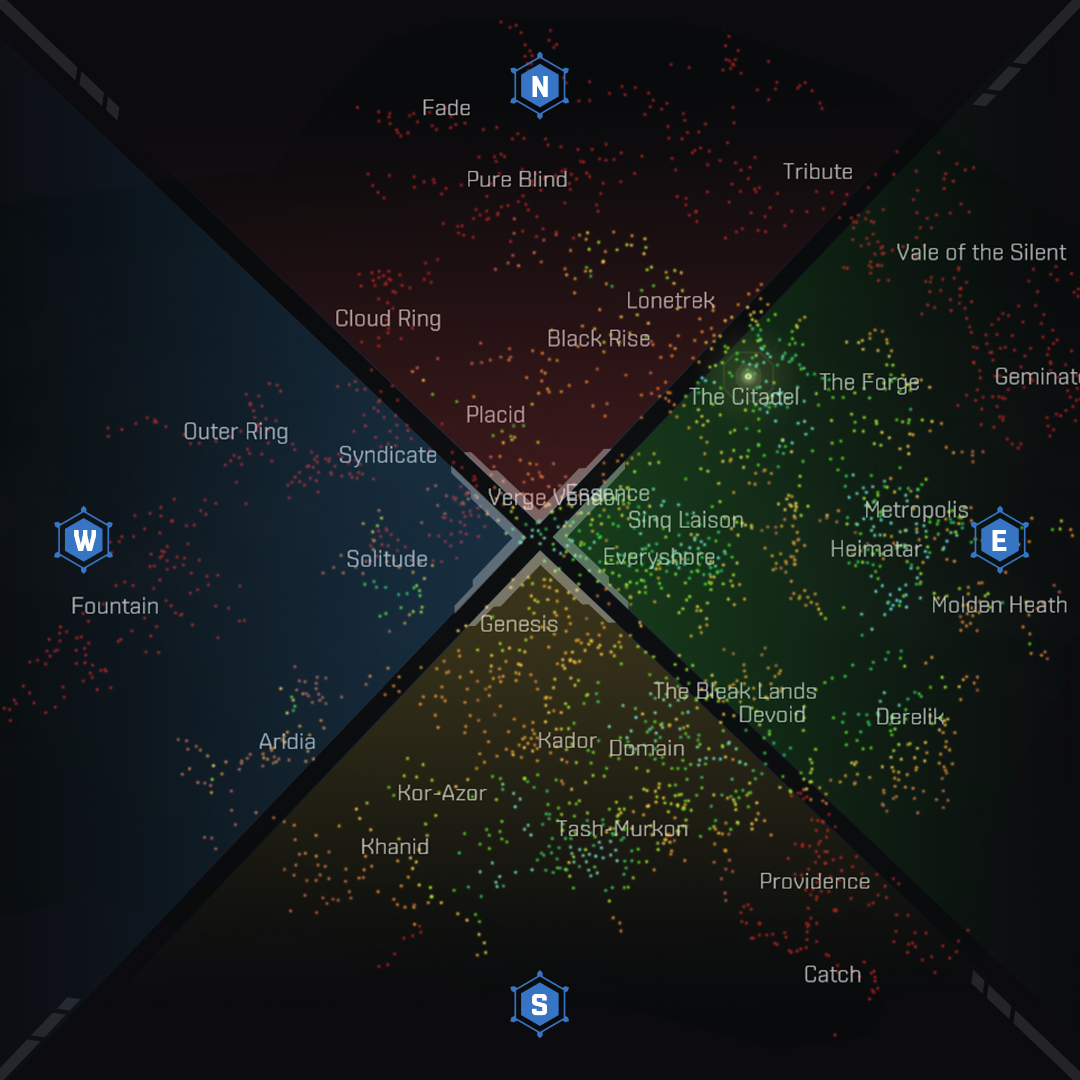 N
Fade
Tribute
Pure Blind
Vale of the Silent
Lonetrek
Cloud Ring
Black Rise
Geminate
The Forge
The Citadel
Placid
Outer Ring
Syndicate
Verge Vendor
Essence
Metropolis
Sinq Laison
W
E
Heimatar
Solitude
Everyshore
Fountain
Molden Heath
Genesis
The Bleak Lands
Devoid
Derelik
Aridia
Kador
Domain
Kor-Azor
Tash-Murkon
Khanid
Providence
Catch
S